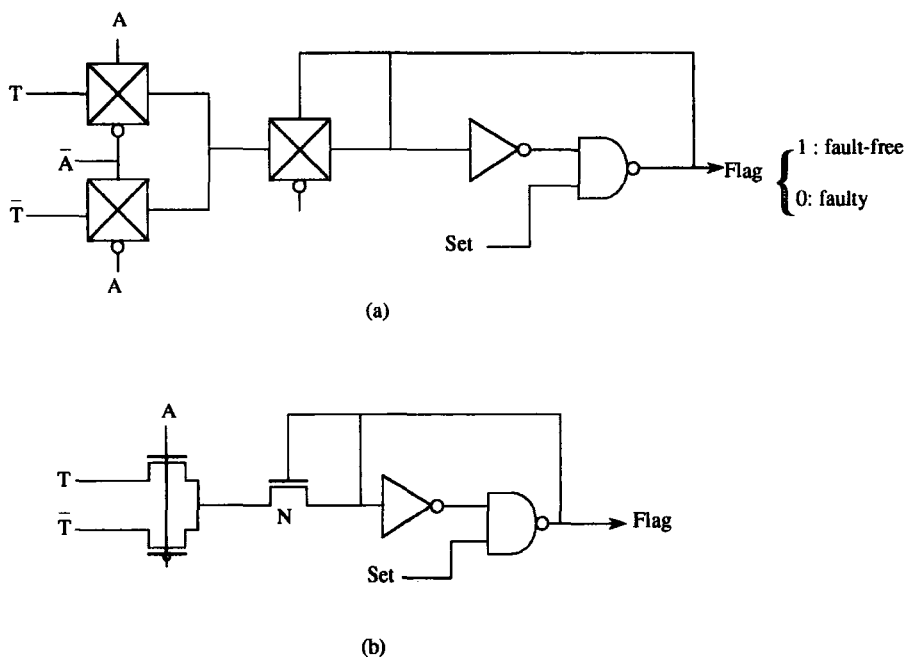 A
T
A̅
T̅
A
Set
Flag
1 : fault-free
0: faulty
(a)
A
T
T̅
N
Set
Flag
(b)